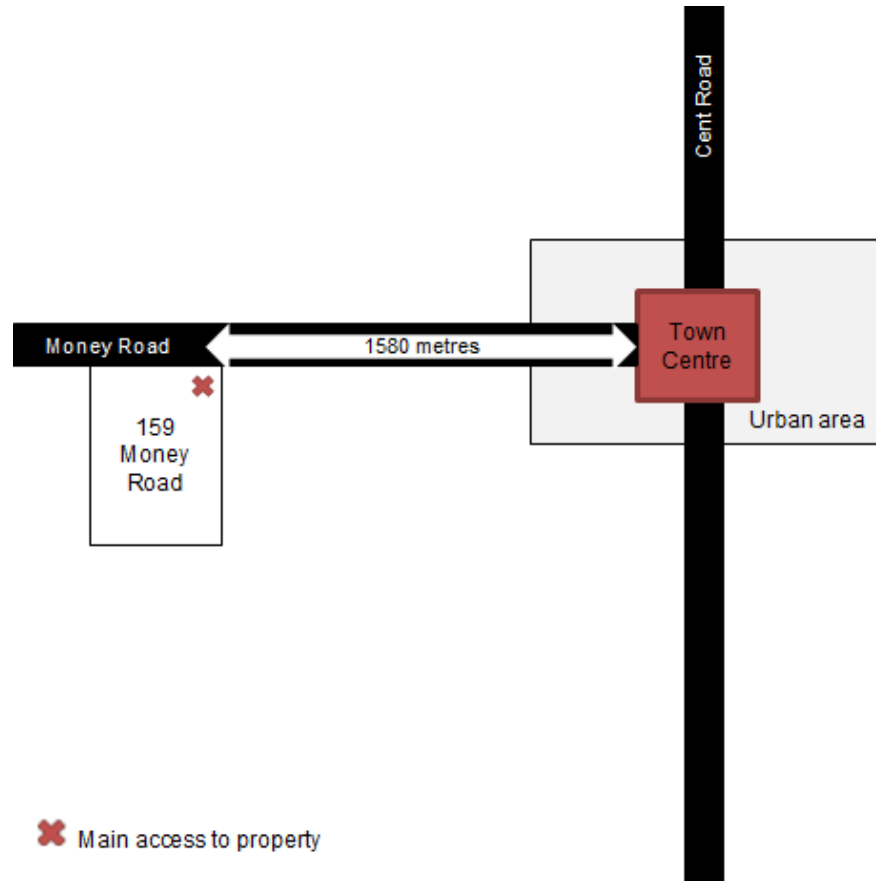 Cent Road
Town
Centre
Money Road
1580 metres
159
Money
Road
Urban area
Main access to property